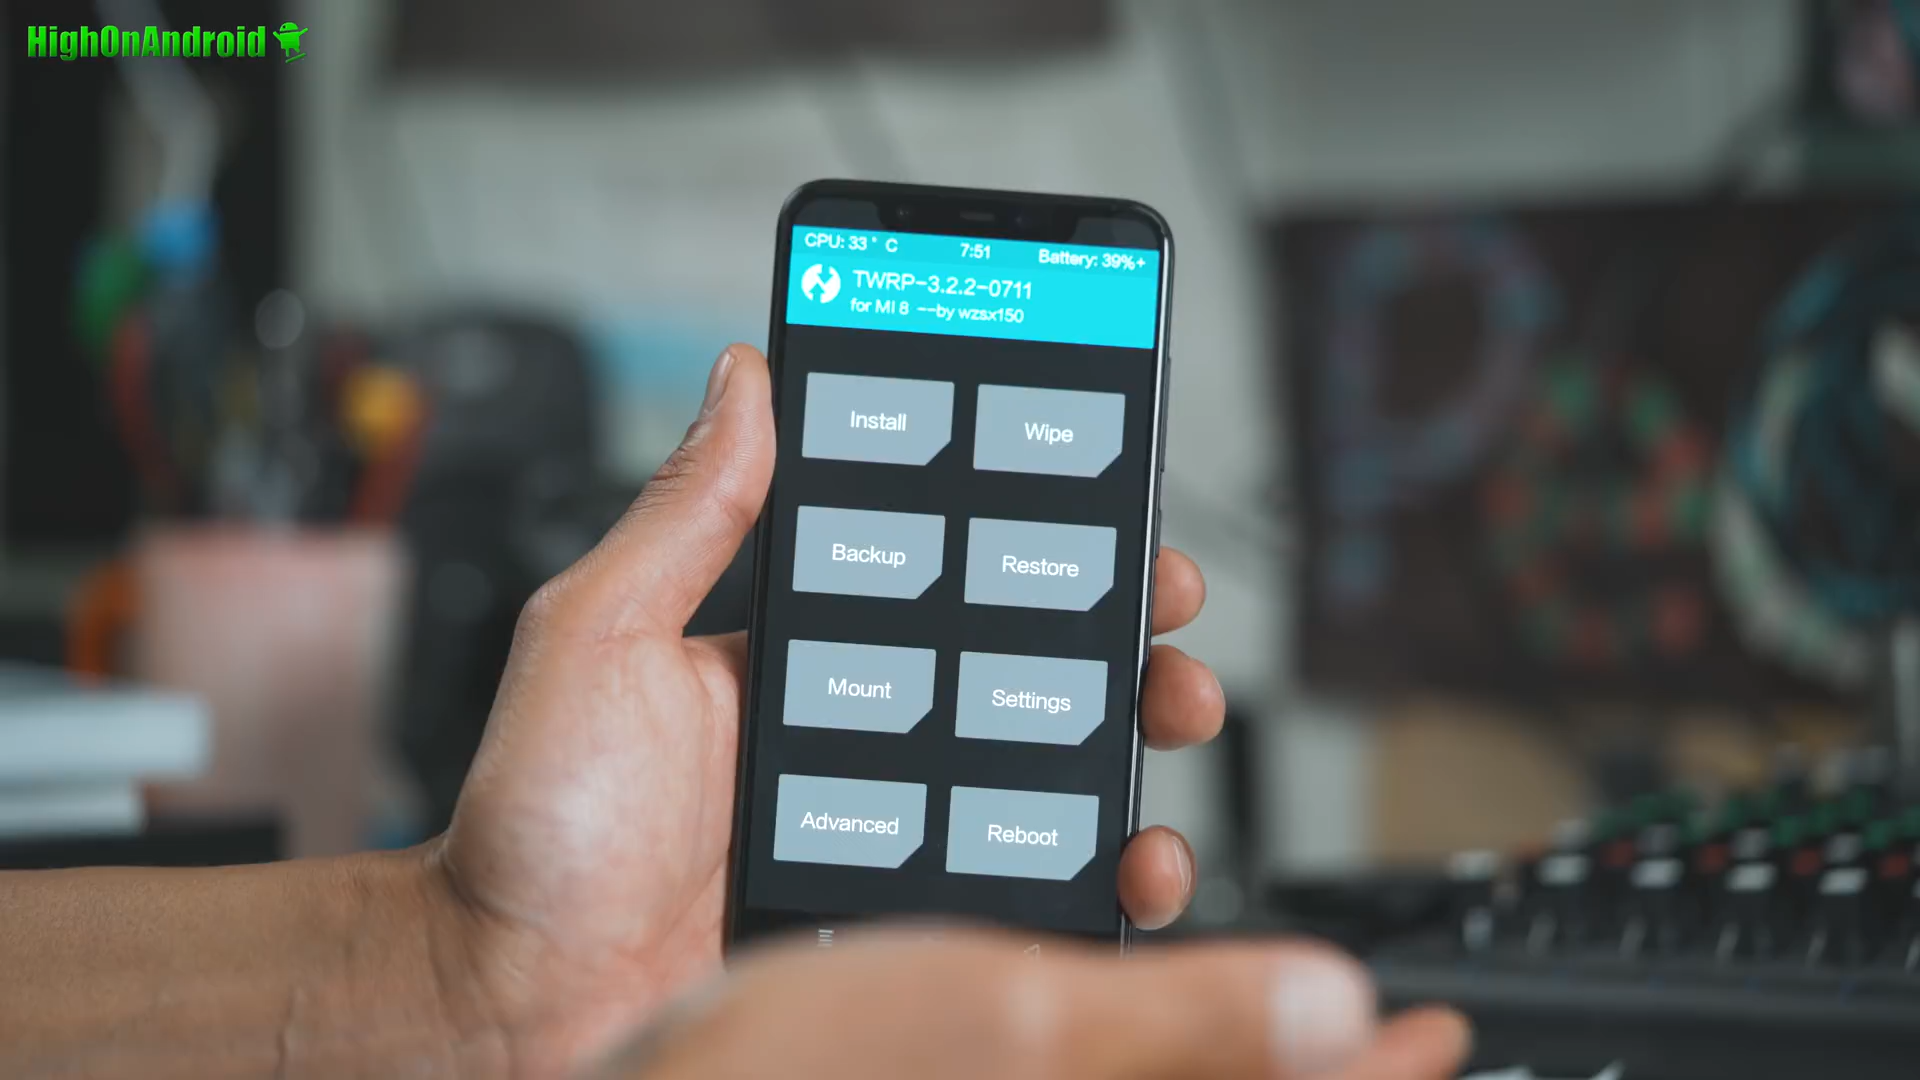 HighOnAndroid
CPU: 33° C 7:51 Battery: 39%+
TWRP-3.2.2-0711
for MI 8 --by wzsx150
Install Wipe
Backup Restore
Mount Settings
Advanced Reboot